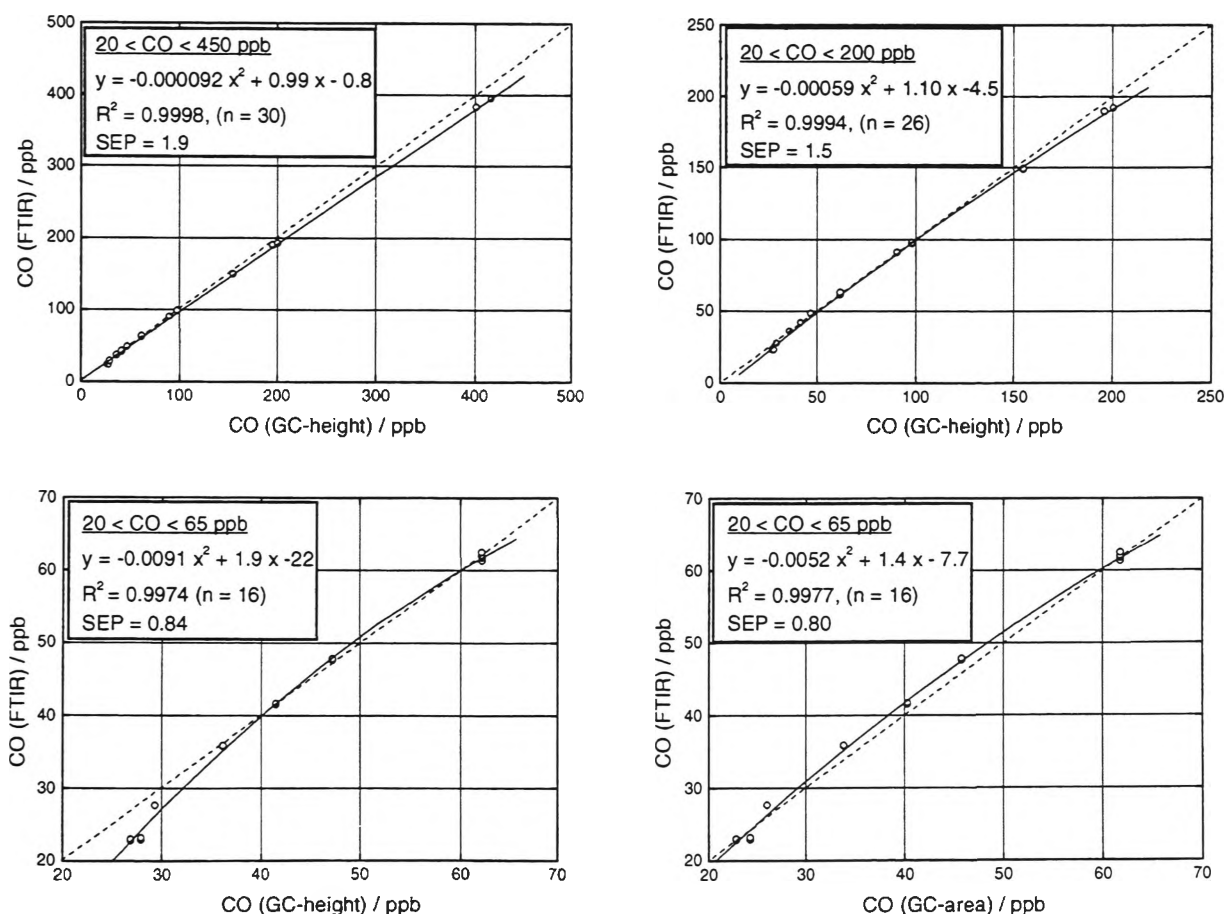 20 < CO < 450 ppb
y = -0.000092 x² + 0.99 x - 0.8
R² = 0.9998, (n = 30)
SEP = 1.9
500
400
300
200
100
0
0 100 200 300 400 500
CO (FTIR) / ppb
CO (GC-height) / ppb
20 < CO < 200 ppb
y = -0.00059 x² + 1.10 x -4.5
R² = 0.9994, (n = 26)
SEP = 1.5
250
200
150
100
50
0
0 50 100 150 200 250
CO (FTIR) / ppb
CO (GC-height) / ppb
20 < CO < 65 ppb
y = -0.0091 x² + 1.9 x -22
R² = 0.9974 (n = 16)
SEP = 0.84
70
60
50
40
30
20
20 30 40 50 60 70
CO (FTIR) / ppb
CO (GC-height) / ppb
20 < CO < 65 ppb
y = -0.0052 x² + 1.4 x - 7.7
R² = 0.9977, (n = 16)
SEP = 0.80
70
60
50
40
30
20
20 30 40 50 60 70
CO (FTIR) / ppb
CO (GC-area) / ppb